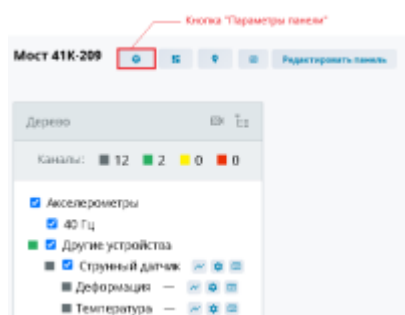 Кнопка "Параметры панели"
Мост 41К-209
Редактировать панель
Дерево
Каналы: 12 2 0 0
Акселерометры
40 Гц
Другие устройства
Струнный датчик
Деформация —
Температура —